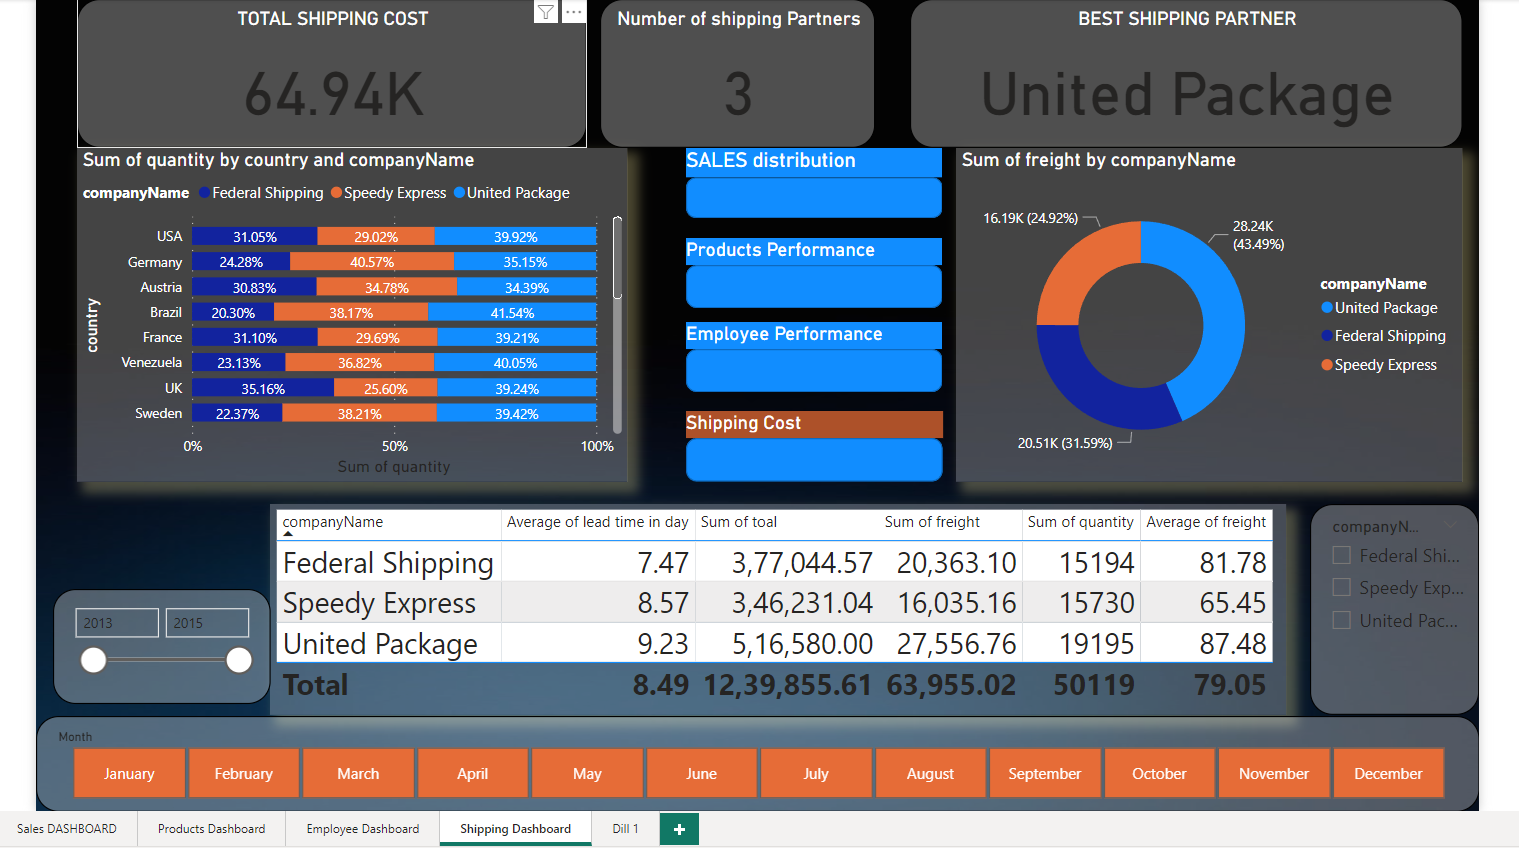 TOTAL SHIPPING COST
64.94K
Number of shipping Partners
3
BEST SHIPPING PARTNER
United Package
Sum of quantity by country and companyName
companyName Federal Shipping Speedy Express United Package
country
USA 31.05% 29.02% 39.92%
Germany 24.28% 40.57% 35.15%
Austria 30.83% 34.78% 34.39%
Brazil 20.30% 38.17% 41.54%
France 31.10% 29.69% 39.21%
Venezuela 23.13% 36.82% 40.05%
UK 35.16% 25.60% 39.24%
Sweden 22.37% 38.21% 39.42%
0% 50% 100%
Sum of quantity
SALES distribution
Products Performance
Employee Performance
Shipping Cost
Sum of freight by companyName
16.19K (24.92%)
28.24K
(43.49%)
20.51K (31.59%)
companyName
United Package
Federal Shipping
Speedy Express
companyName Average of lead time in day Sum of toal Sum of freight Sum of quantity Average of freight
Federal Shipping 7.47 3,77,044.57 20,363.10 15194 81.78
Speedy Express 8.57 3,46,231.04 16,035.16 15730 65.45
United Package 9.23 5,16,580.00 27,556.76 19195 87.48
Total 8.49 12,39,855.61 63,955.02 50119 79.05
2013 2015
companyN...
Federal Shi...
Speedy Exp...
United Pac...
Month
January February March April May June July August September October November December
Sales DASHBOARD Products Dashboard Employee Dashboard Shipping Dashboard Dill 1 +